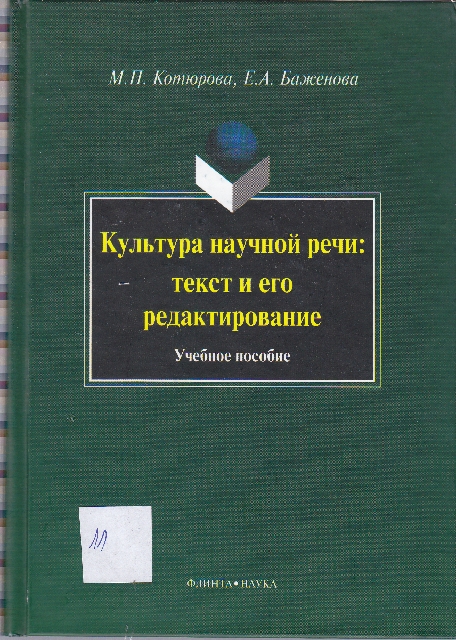 М.П. Котюрова, Е.А. Баженова
Культура научной речи:
текст и его
редактирование
Учебное пособие
11
ФЛИНТА•НАУКА